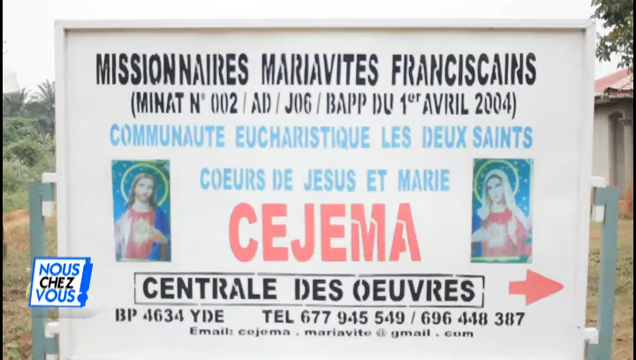 MISSIONNAIRES MARIAVITES FRANCISCAINS
(MINAT N° 002 / AD / J06 / BAPP DU 1er AVRIL 2004)
COMMUNAUTE EUCHARISTIQUE LES DEUX SAINTS
COEURS DE JESUS ET MARIE
CEJEMA
CENTRALE DES OEUVRES
BP 4634 YDE TEL 677 945 549 / 696 448 387
Email: cejema . mariavite @ gmail . com
NOUS
CHEZ
VOUS